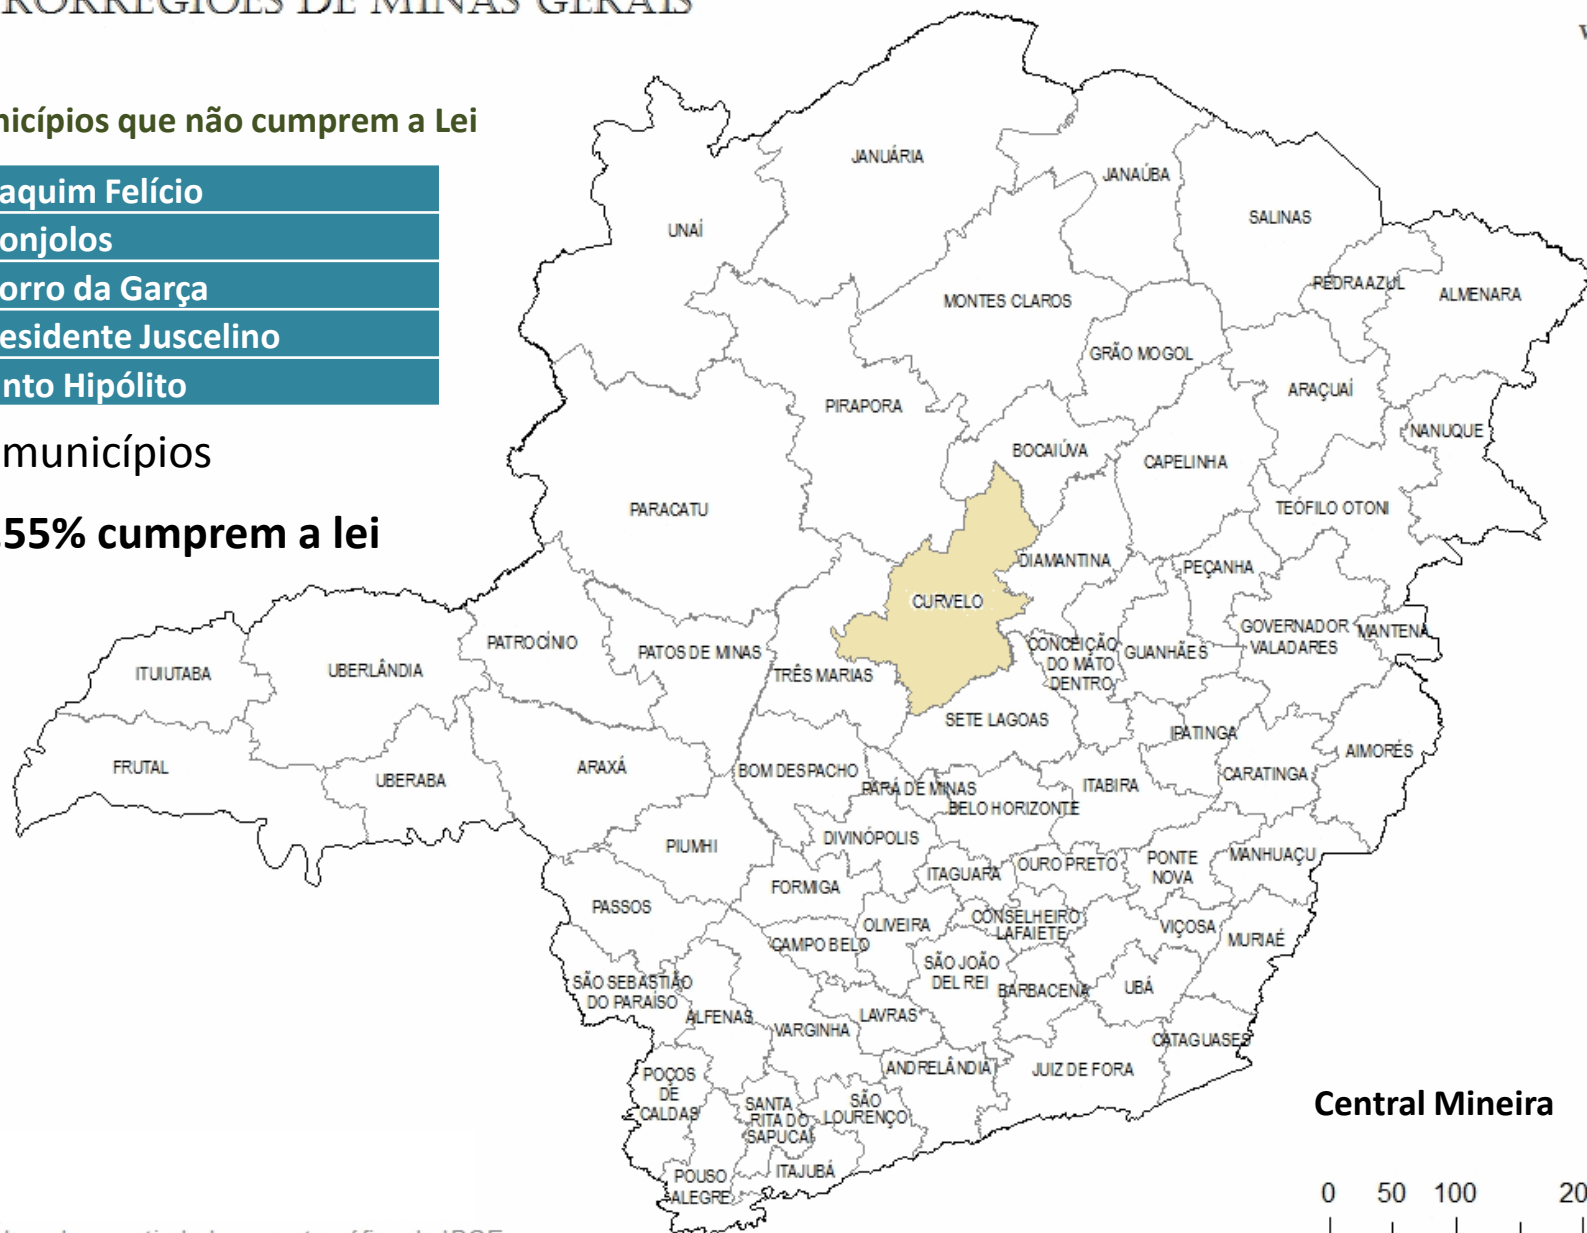 RORREGIÕES DE MINAS GERAIS
nicípios que não cumprem a Lei
aquim Felício
onjolos
orro da Garça
esidente Juscelino
nto Hipólito
municípios
55% cumprem a lei
JANUÁRIA
JANAÚBA
SALINAS
UNAÍ
PEDRA AZUL
ALMENARA
MONTES CLAROS
GRÃO MOGOL
ARAÇUAÍ
PIRAPORA
NANUQUE
BOCAIÚVA
CAPELINHA
PARACATU
TEÓFILO OTONI
DIAMANTINA
PEÇANHA
CURVELO
GOVERNADOR
VALADARES
MANTENA
PATROCÍNIO
PATOS DE MINAS
CONCEIÇÃO
DO MATO
DENTRO
GUANHÃES
ITUIUTABA
UBERLÂNDIA
TRÊS MARIAS
SETE LAGOAS
IPATINGA
AIMORÉS
FRUTAL
UBERABA
ARAXÁ
BOM DESPACHO
CARATINGA
PARÁ DE MINAS
ITABIRA
BELO HORIZONTE
PIUMHI
DIVINÓPOLIS
MANHUAÇU
ITAGUARA
OURO PRETO
PONTE
NOVA
FORMIGA
PASSOS
OLIVEIRA
CONSELHEIRO
LAFAIETE
VIÇOSA
MURIAÉ
CAMPO BELO
SÃO JOÃO
DEL REI
SÃO SEBASTIÃO
DO PARAÍSO
BARBACENA
UBÁ
ALFENAS
LAVRAS
VARGINHA
CATAGUASES
ANDRELÂNDIA
JUIZ DE FORA
POÇOS
DE
CALDAS
SANTA
RITA DO
SAPUCAÍ
SÃO
LOURENÇO
Central Mineira
POUSO
ALEGRE
ITAJUBÁ
0 50 100 20